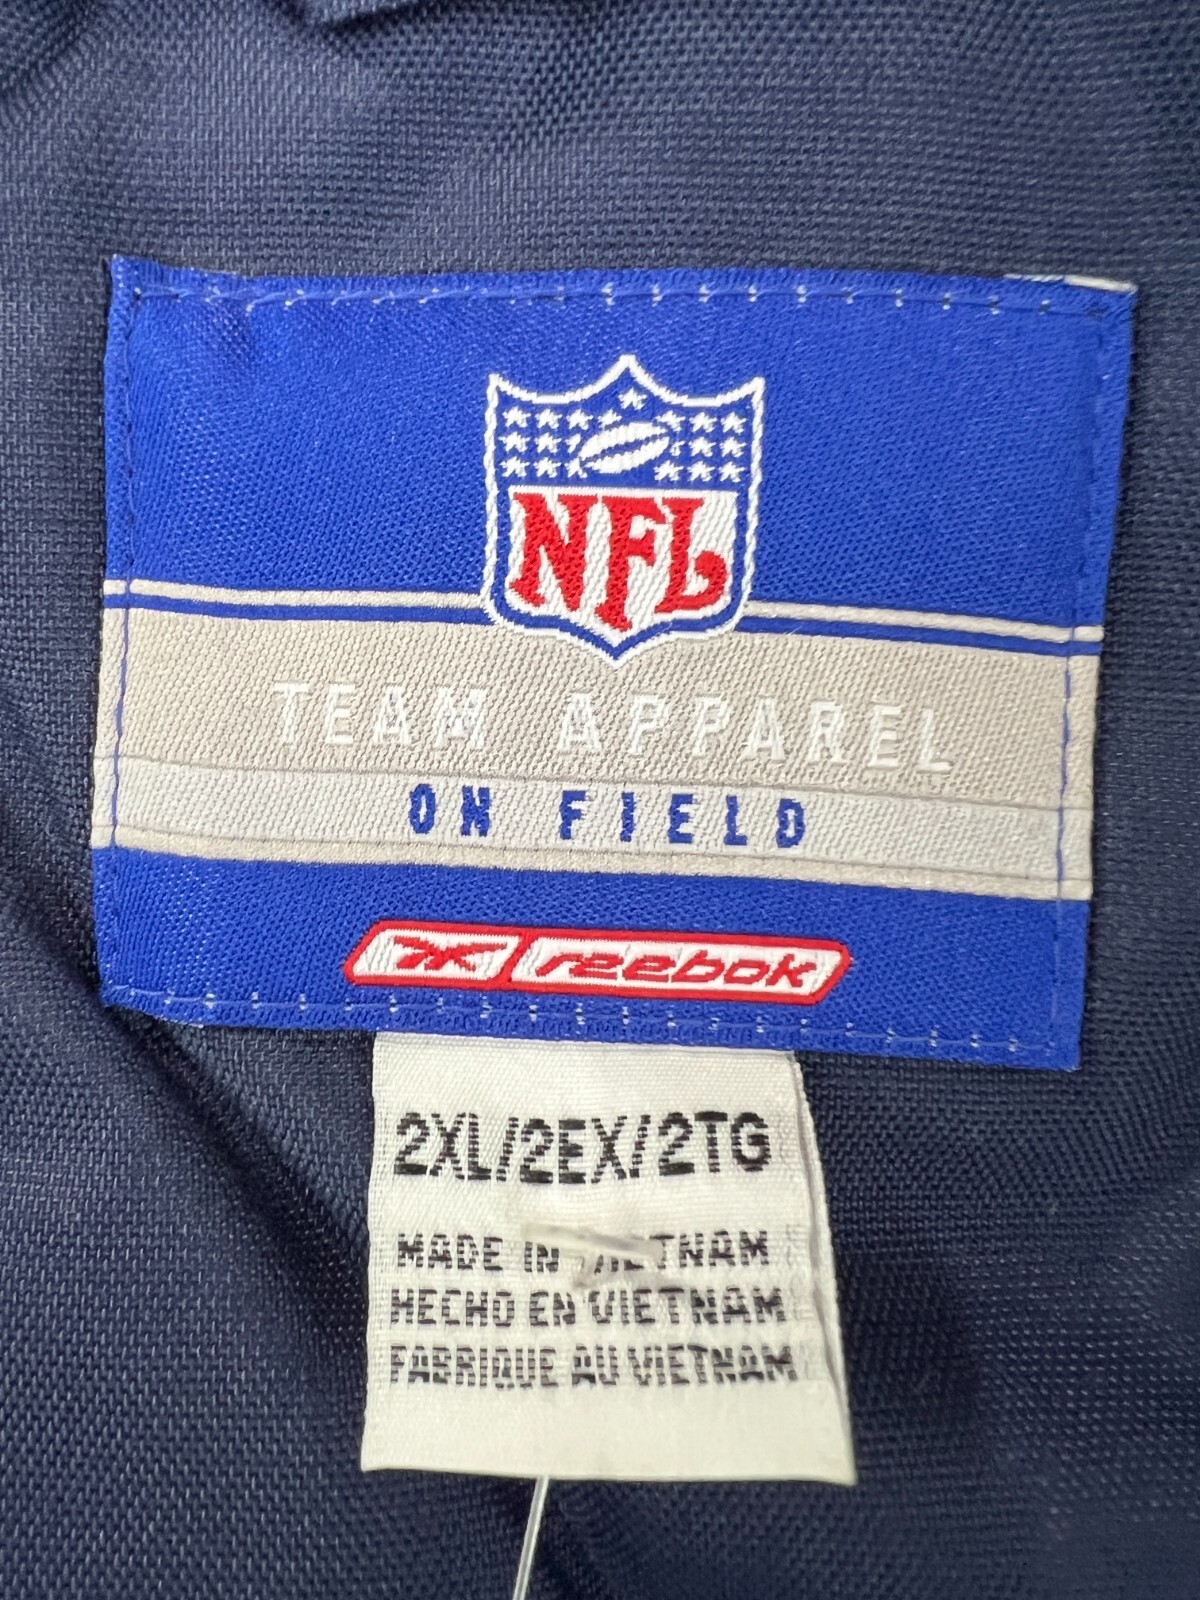 NFL
TEAM APPAREL
ON FIELD
reebok
2XL/2EX/2TG
MADE IN VIETNAM
HECHO EN VIETNAM
FABRIQUE AU VIETNAM